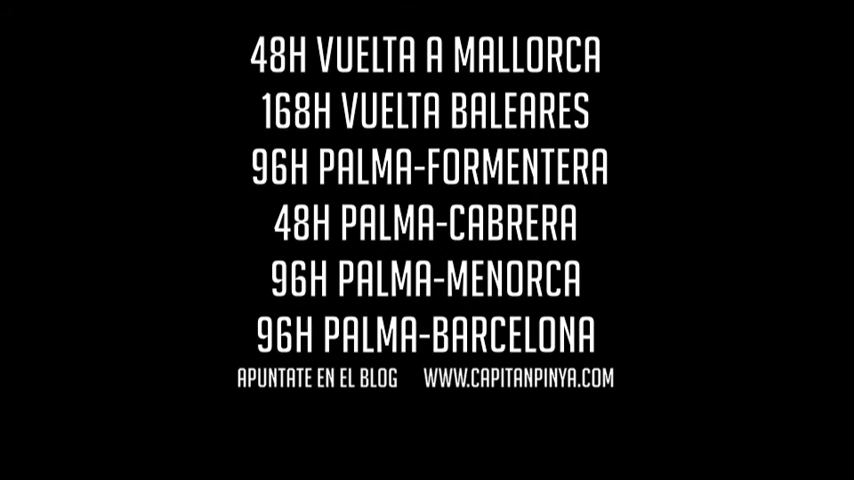 48H VUELTA A MALLORCA
168H VUELTA BALEARES
96H PALMA-FORMENTERA
48H PALMA-CABRERA
96H PALMA-MENORCA
96H PALMA-BARCELONA
APUNTATE EN EL BLOG WWW.CAPITANPINYA.COM